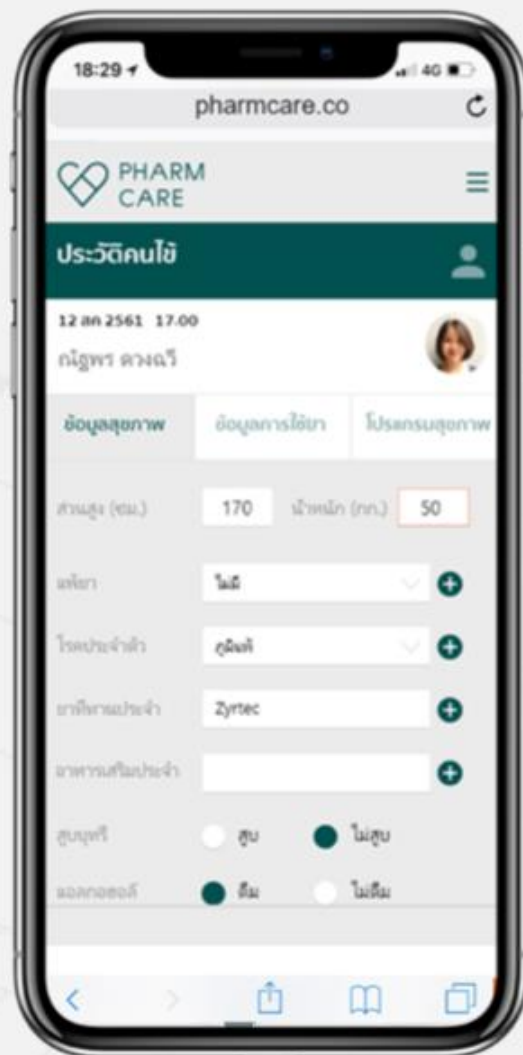 18:29 4G
pharmcare.co
PHARM
CARE
ประวัติคนไข้
12 สค 2561 17.00
ณัฐพร ดวงฉวี
ข้อมูลสุขภาพ ข้อมูลการใช้ยา โปรแกรมสุขภาพ
ส่วนสูง (ซม.) 170 น้ำหนัก (กก.) 50
แพ้ยา ไม่มี
โรคประจำตัว ภูมิแพ้
ยาที่ทานประจำ Zyrtec
อาหารเสริมประจำ
สูบบุหรี่ สูบ ไม่สูบ
แอลกอฮอล์ ดื่ม ไม่ดื่ม